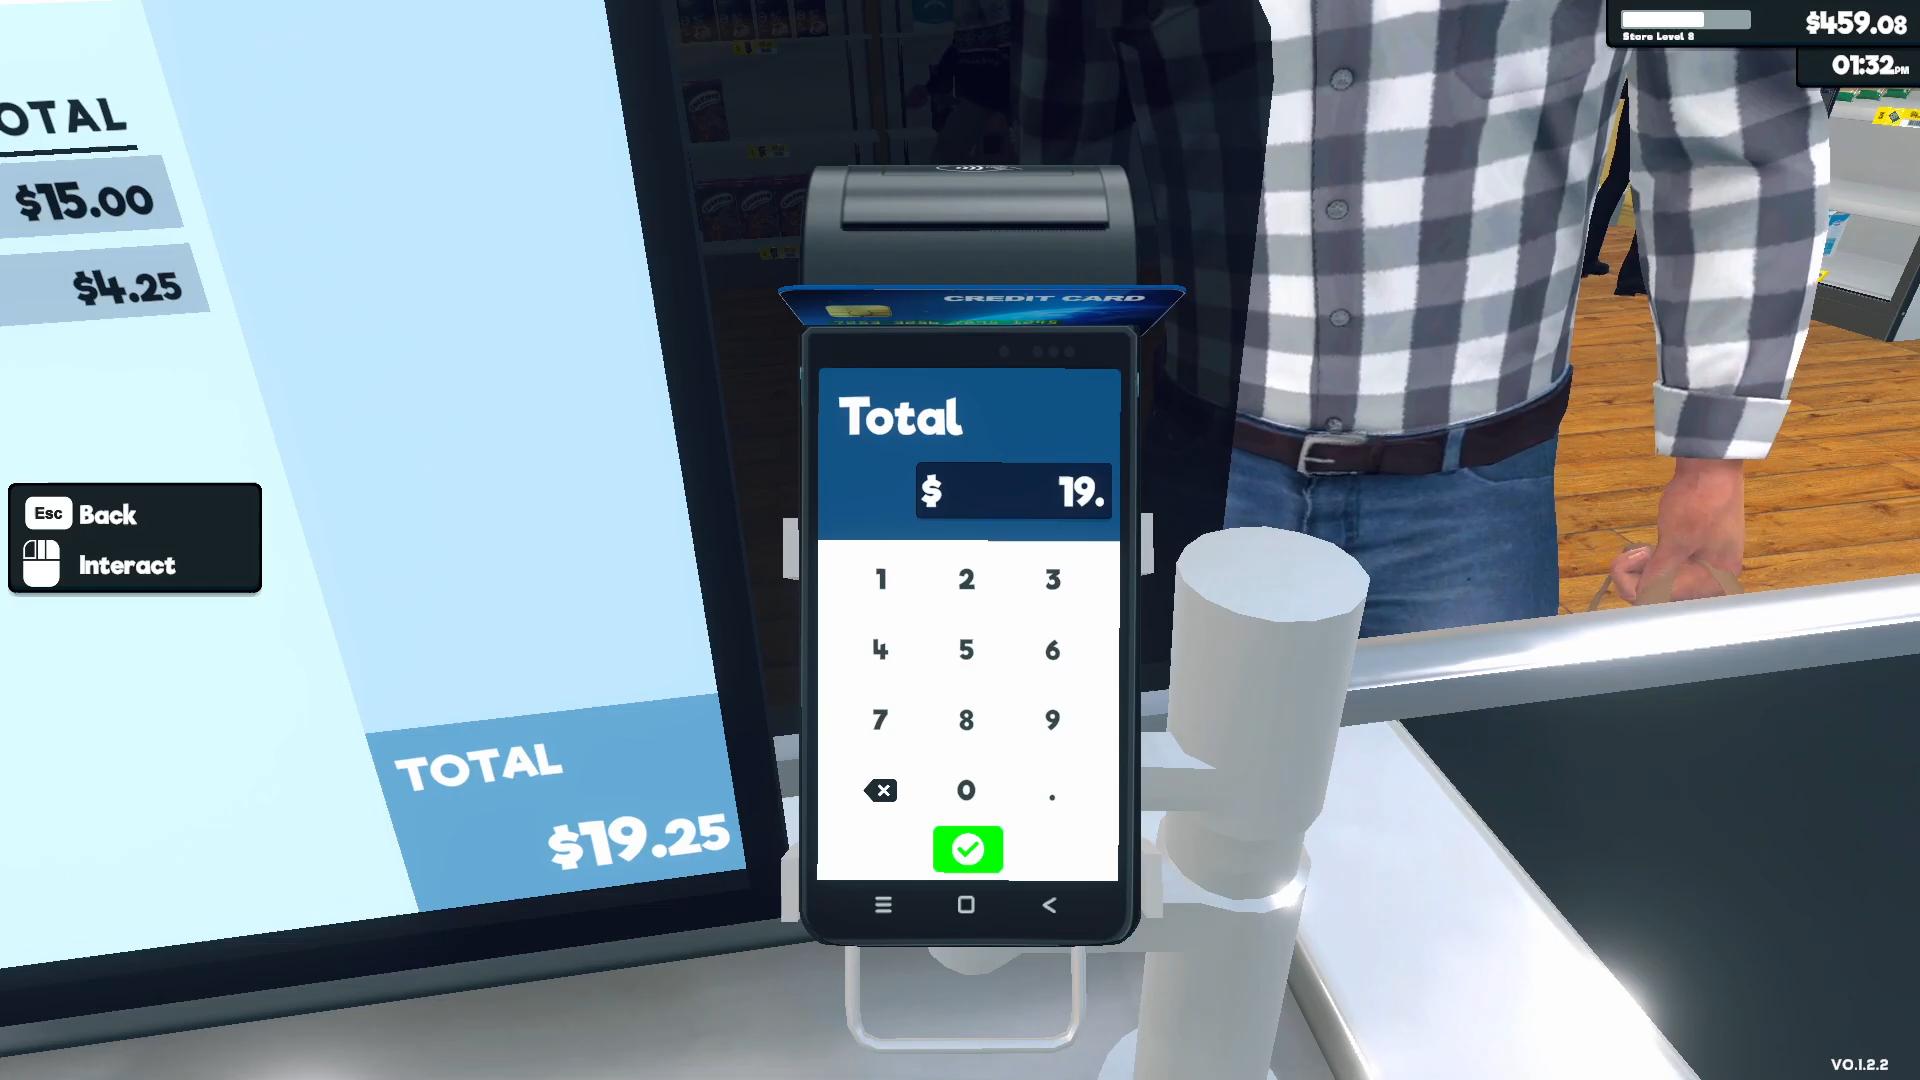 OTAL
$15.00
$4.25
TOTAL
$19.25
Esc Back
Interact
CREDIT CARD
Total
$ 19.
1 2 3
4 5 6
7 8 9
0 .
$459.08
Store Level 8
01:32PM
V0.1.2.2